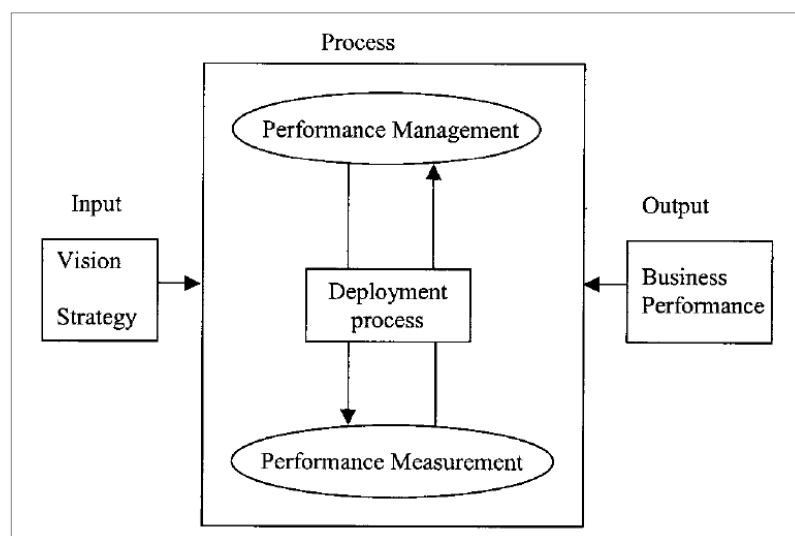 Process
Performance Management
Input
Output
Vision
Strategy
Deployment
process
Business
Performance
Performance Measurement